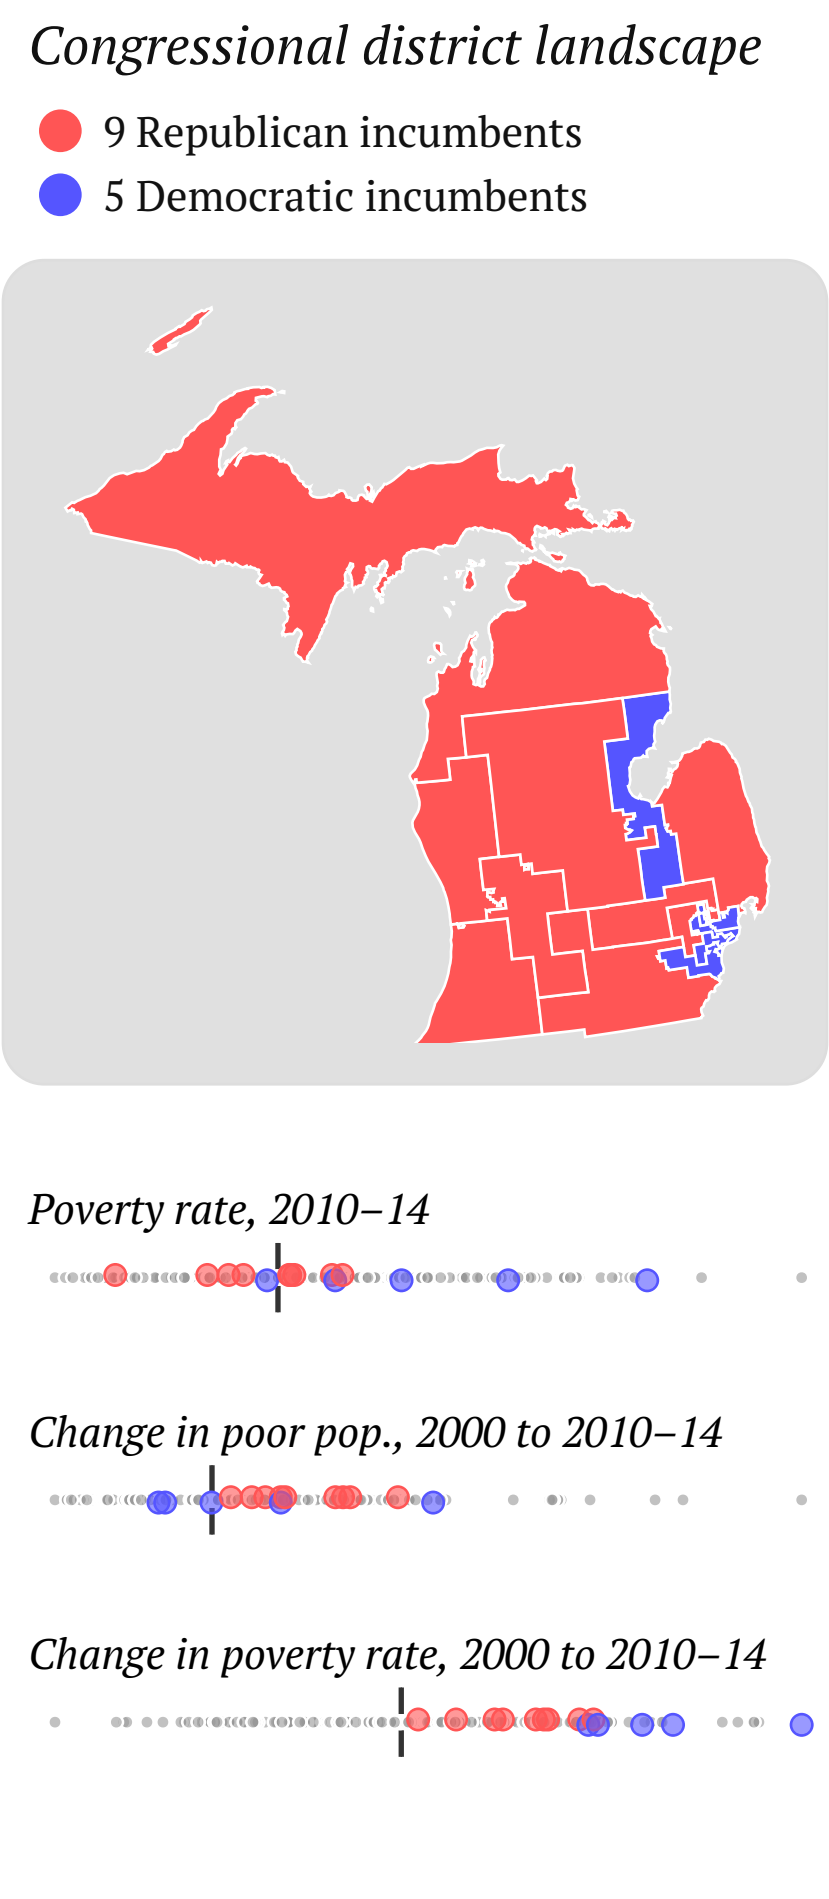 Congressional district landscape
9 Republican incumbents
5 Democratic incumbents
Poverty rate, 2010–14
Change in poor pop., 2000 to 2010–14
Change in poverty rate, 2000 to 2010–14